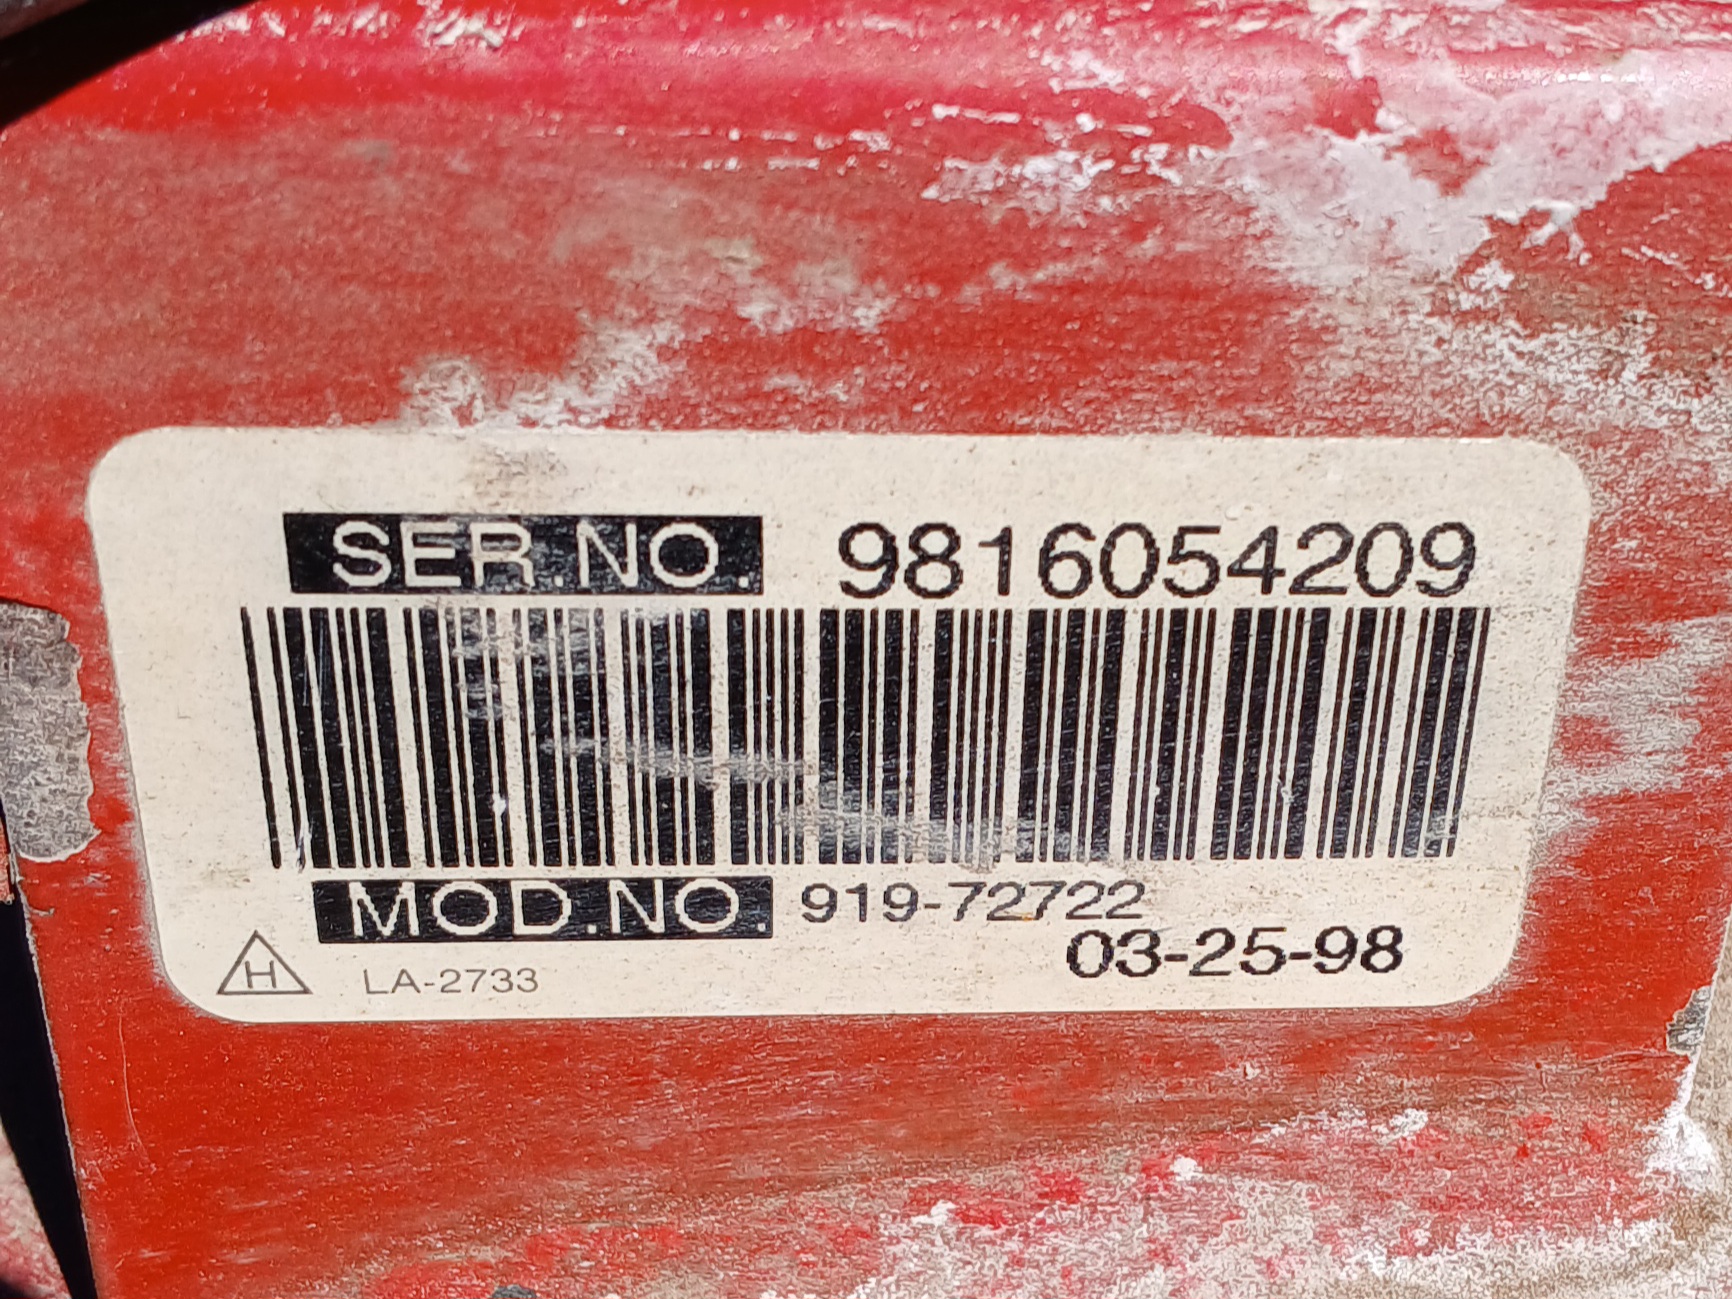 SER.NO. 9816054209
MOD.NO. 919-72722
03-25-98
H LA-2733